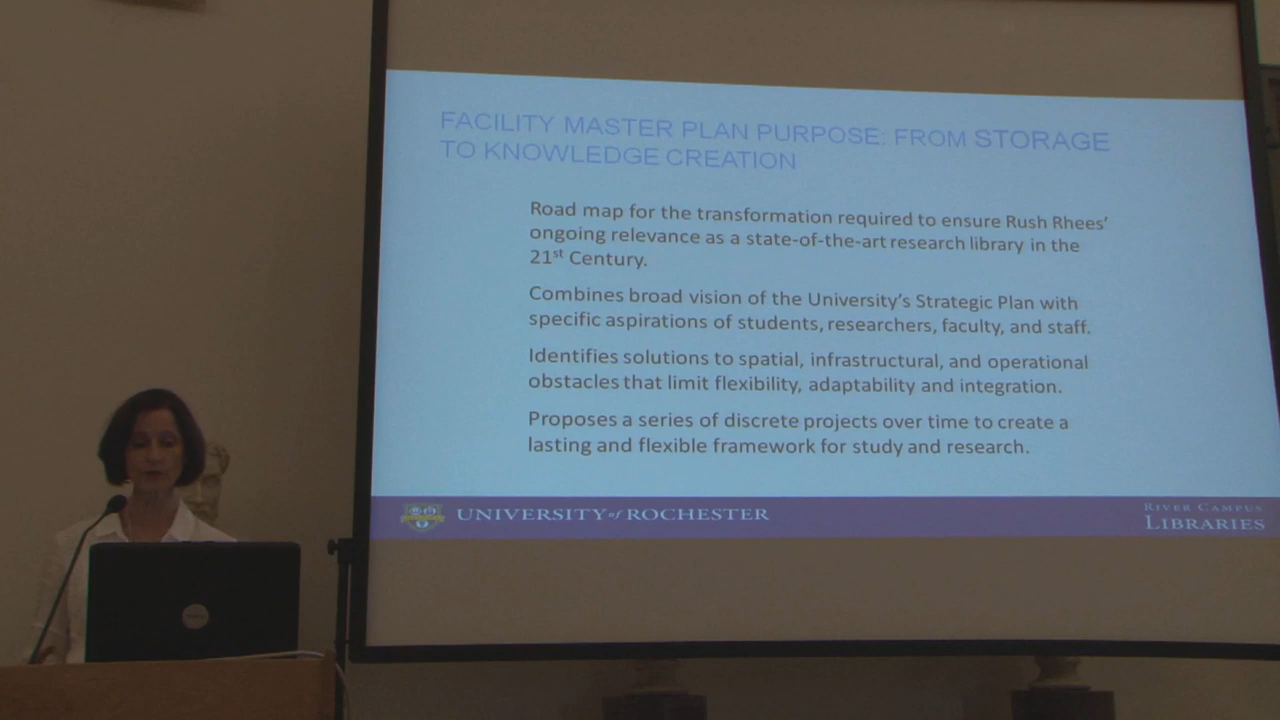 FACILITY MASTER PLAN PURPOSE: FROM STORAGE
TO KNOWLEDGE CREATION
Road map for the transformation required to ensure Rush Rhees'
ongoing relevance as a state-of-the-art research library in the
21st Century.
Combines broad vision of the University's Strategic Plan with
specific aspirations of students, researchers, faculty, and staff.
Identifies solutions to spatial, infrastructural, and operational
obstacles that limit flexibility, adaptability and integration.
Proposes a series of discrete projects over time to create a
lasting and flexible framework for study and research.
UNIVERSITY of ROCHESTER
RIVER CAMPUS
LIBRARIES